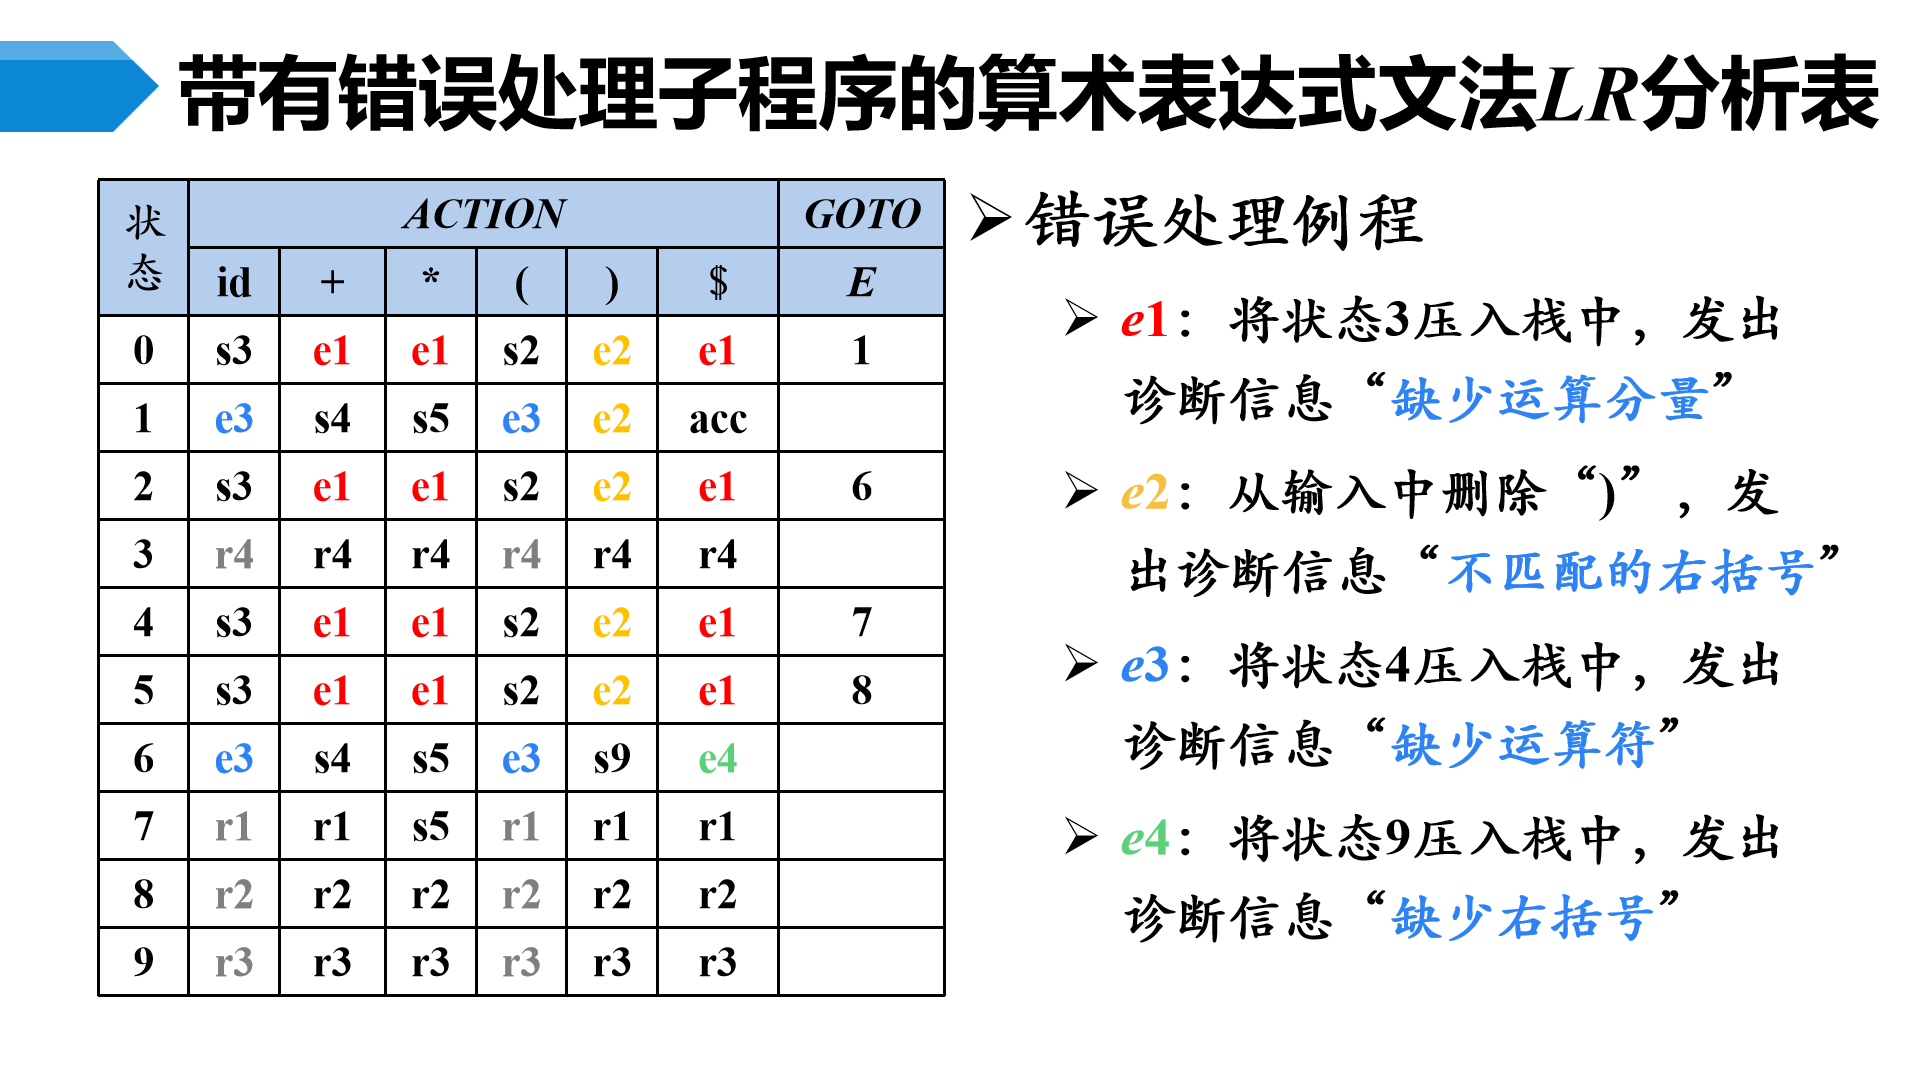 带有错误处理子程序的算术表达式文法LR分析表
状态 ACTION GOTO
id + * ( ) $ E
0 s3 e1 e1 s2 e2 e1 1
1 e3 s4 s5 e3 e2 acc
2 s3 e1 e1 s2 e2 e1 6
3 r4 r4 r4 r4 r4 r4
4 s3 e1 e1 s2 e2 e1 7
5 s3 e1 e1 s2 e2 e1 8
6 e3 s4 s5 e3 s9 e4
7 r1 r1 s5 r1 r1 r1
8 r2 r2 r2 r2 r2 r2
9 r3 r3 r3 r3 r3 r3
➢错误处理例程
➢ e1：将状态3压入栈中，发出
诊断信息“缺少运算分量”
➢ e2：从输入中删除“)”，发
出诊断信息“不匹配的右括号”
➢ e3：将状态4压入栈中，发出
诊断信息“缺少运算符”
➢ e4：将状态9压入栈中，发出
诊断信息“缺少右括号”